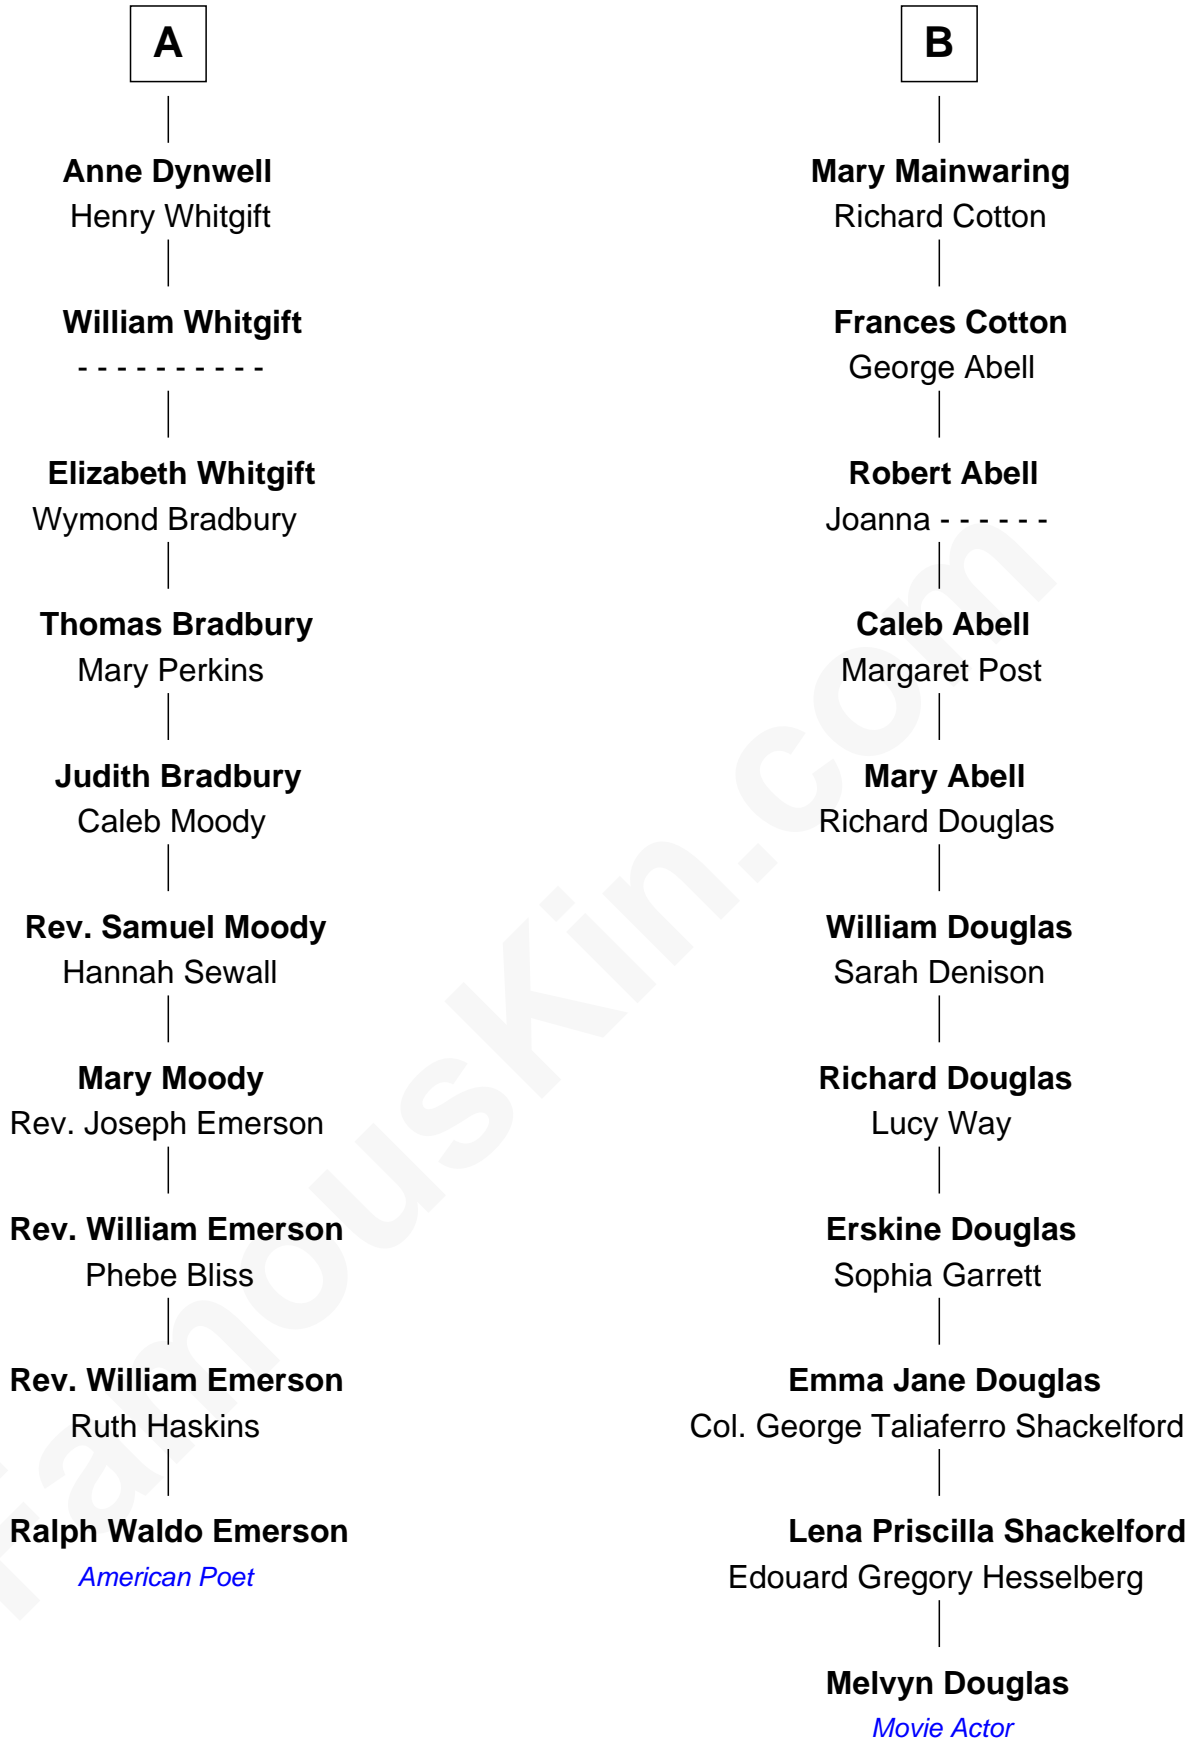 A
Anne Dynwell
Henry Whitgift
William Whitgift
- - - - - - - - - -
Elizabeth Whitgift
Wymond Bradbury
Thomas Bradbury
Mary Perkins
Judith Bradbury
Caleb Moody
Rev. Samuel Moody
Hannah Sewall
Mary Moody
Rev. Joseph Emerson
Rev. William Emerson
Phebe Bliss
Rev. William Emerson
Ruth Haskins
Ralph Waldo Emerson
American Poet
B
Mary Mainwaring
Richard Cotton
Frances Cotton
George Abell
Robert Abell
Joanna - - - - - -
Caleb Abell
Margaret Post
Mary Abell
Richard Douglas
William Douglas
Sarah Denison
Richard Douglas
Lucy Way
Erskine Douglas
Sophia Garrett
Emma Jane Douglas
Col. George Taliaferro Shackelford
Lena Priscilla Shackelford
Edouard Gregory Hesselberg
Melvyn Douglas
Movie Actor
FamousKin.com